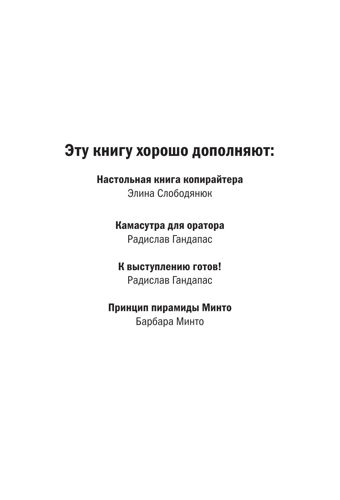 Эту книгу хорошо дополняют:
Настольная книга копирайтера
Элина Слободянюк
Камасутра для оратора
Радислав Гандапас
К выступлению готов!
Радислав Гандапас
Принцип пирамиды Минто
Барбара Минто